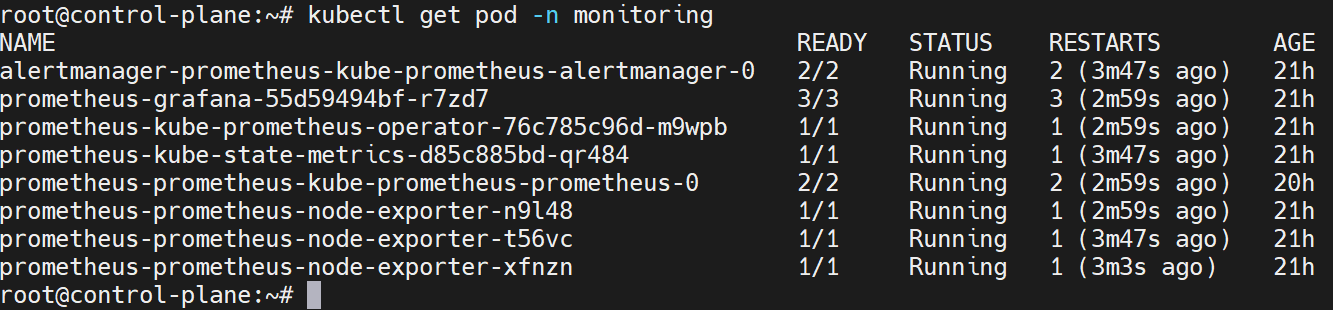 root@control-plane:~# kubectl get pod -n monitoring
NAME READY STATUS RESTARTS AGE
alertmanager-prometheus-kube-prometheus-alertmanager-0 2/2 Running 2 (3m47s ago) 21h
prometheus-grafana-55d59494bf-r7zd7 3/3 Running 3 (2m59s ago) 21h
prometheus-kube-prometheus-operator-76c785c96d-m9wpb 1/1 Running 1 (2m59s ago) 21h
prometheus-kube-state-metrics-d85c885bd-qr484 1/1 Running 1 (3m47s ago) 21h
prometheus-prometheus-kube-prometheus-prometheus-0 2/2 Running 2 (2m59s ago) 20h
prometheus-prometheus-node-exporter-n9l48 1/1 Running 1 (2m59s ago) 21h
prometheus-prometheus-node-exporter-t56vc 1/1 Running 1 (3m47s ago) 21h
prometheus-prometheus-node-exporter-xfnzn 1/1 Running 1 (3m3s ago) 21h
root@control-plane:~#